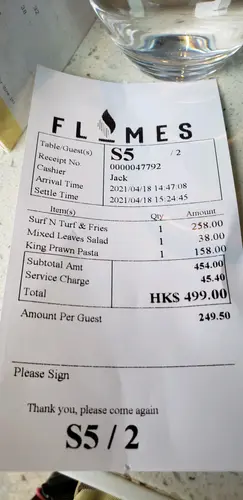 FLAMES
Table/Guest(s) S5 / 2
Receipt No. 0000047792
Cashier Jack
Arrival Time 2021/04/18 14:47:08
Settle Time 2021/04/18 15:24:45
Item(s) Qty Amount
Surf N Turf & Fries 1 258.00
Mixed Leaves Salad 1 38.00
King Prawn Pasta 1 158.00
Subtotal Amt 454.00
Service Charge 45.40
Total HK$ 499.00
Amount Per Guest 249.50
Please Sign
Thank you, please come again
S5 / 2